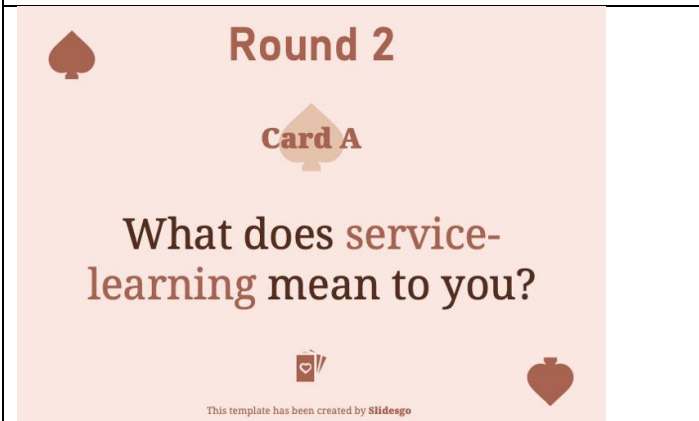 Round 2
Card A
What does service-
learning mean to you?
This template has been created by Slidesgo